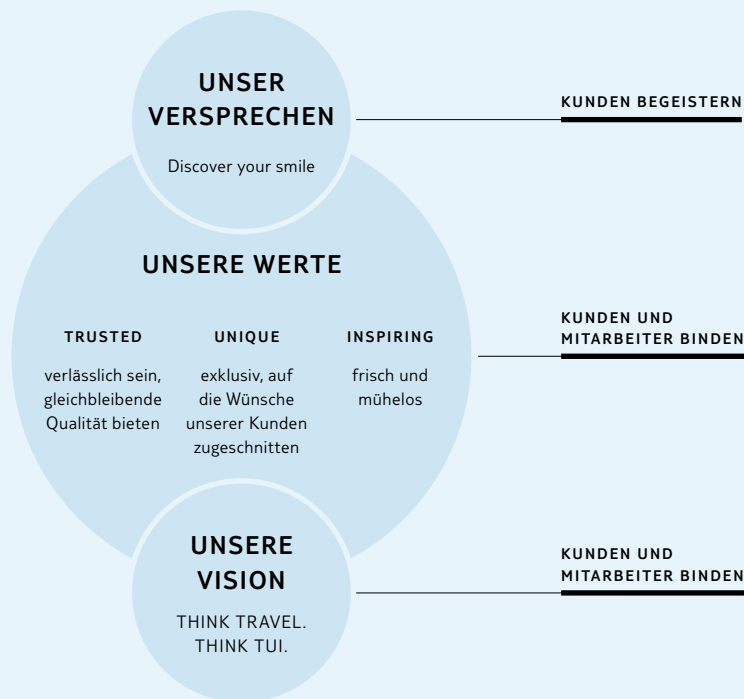 UNSER
VERSPRECHEN
Discover your smile
KUNDEN BEGEISTERN
UNSERE WERTE
TRUSTED
verlässlich sein,
gleichbleibende
Qualität bieten
UNIQUE
exklusiv, auf
die Wünsche
unserer Kunden
zugeschnitten
INSPIRING
frisch und
mühelos
KUNDEN UND
MITARBEITER BINDEN
UNSERE
VISION
THINK TRAVEL.
THINK TUI.
KUNDEN UND
MITARBEITER BINDEN